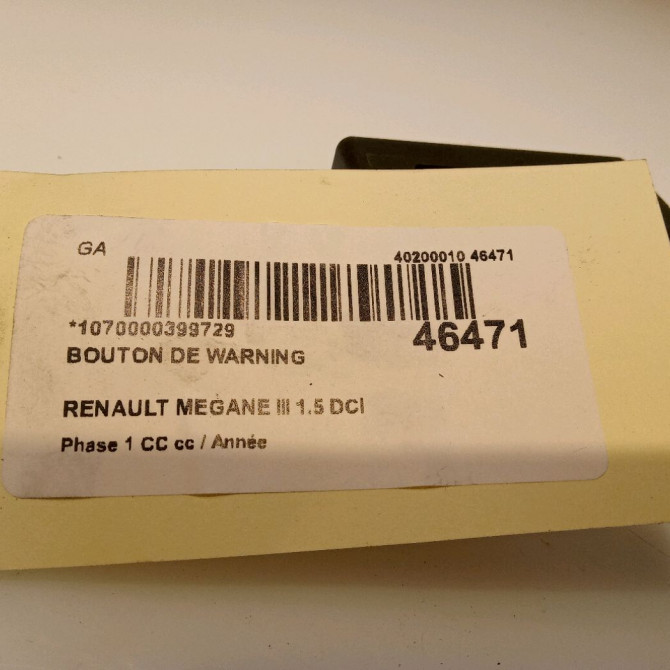 GA
40200010 46471
*1070000399729
46471
BOUTON DE WARNING
RENAULT MEGANE III 1.5 DCI
Phase 1 CC cc / Année